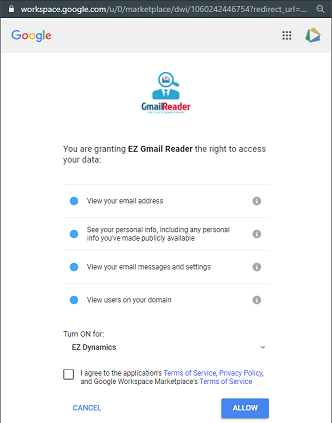 workspace.google.com/u/0/marketplace/dwi/1060242446754?redirect_url=...
Google
GmailReader
You are granting EZ Gmail Reader the right to access
your data:
View your email address
See your personal info, including any personal
info you've made publicly available
View your email messages and settings
View users on your domain
Turn ON for:
EZ Dynamics
I agree to the application's Terms of Service, Privacy Policy,
and Google Workspace Marketplace's Terms of Service
CANCEL
ALLOW